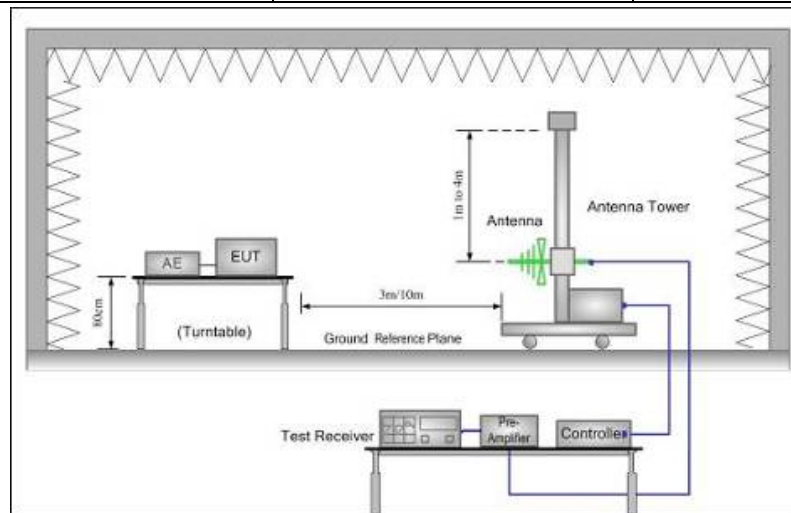 1m to 4m
Antenna
Antenna Tower
AE
EUT
80cm
3m/10m
(Turntable)
Ground Reference Plane
Test Receiver
Pre-
Amplifier
Controlle